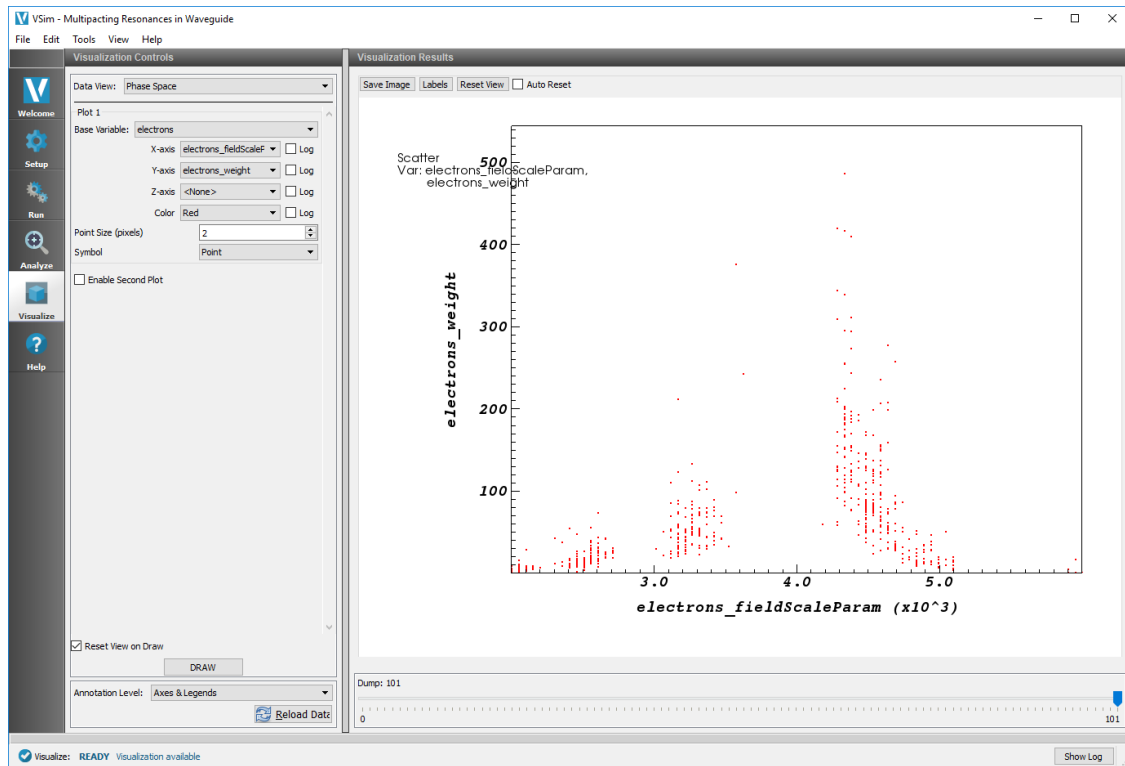 VSim - Multipacting Resonances in Waveguide
File Edit Tools View Help
Welcome
Setup
Run
Analyze
Visualize
Help
Visualization Controls
Data View: Phase Space
Plot 1
Base Variable: electrons
X-axis electrons_fieldScaleP Log
Y-axis electrons_weight Log
Z-axis <None> Log
Color Red Log
Point Size (pixels) 2
Symbol Point
Enable Second Plot
Reset View on Draw
DRAW
Annotation Level: Axes & Legends
Reload Data
Visualization Results
Save Image Labels Reset View Auto Reset
Scatter
Var: electrons_fieldScaleParam,
electrons_weight
500
400
300
200
100
electrons_weight
3.0 4.0 5.0
electrons_fieldScaleParam (x10^3)
Dump: 101
0 101
Visualize: READY Visualization available Show Log